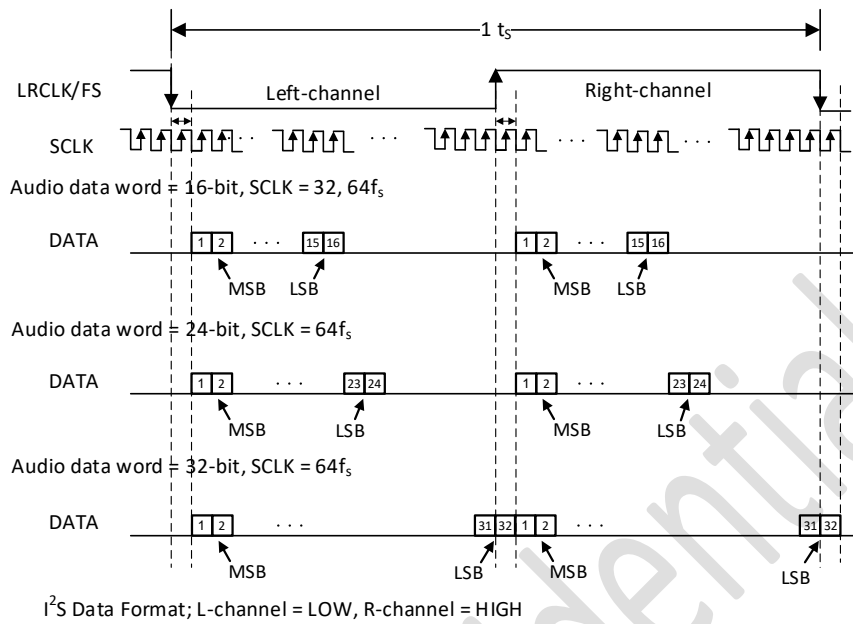 1 tS
LRCLK/FS Left-channel Right-channel
SCLK · · · · · · · · · · · ·
Audio data word = 16-bit, SCLK = 32, 64fs
DATA 1 2 · · · 15 16 1 2 · · · 15 16
MSB LSB MSB LSB
Audio data word = 24-bit, SCLK = 64fs
DATA 1 2 · · · 23 24 1 2 · · · 23 24
MSB LSB MSB LSB
Audio data word = 32-bit, SCLK = 64fs
DATA 1 2 · · · 31 32 1 2 · · · 31 32
MSB LSB MSB LSB
I²S Data Format; L-channel = LOW, R-channel = HIGH